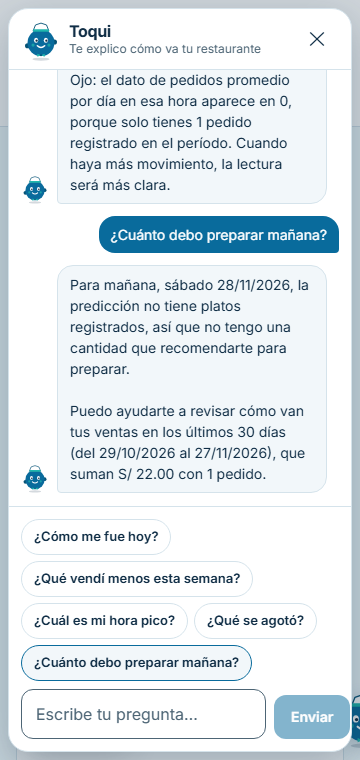 Toqui
Te explico cómo va tu restaurante
Ojo: el dato de pedidos promedio
por día en esa hora aparece en 0,
porque solo tienes 1 pedido
registrado en el período. Cuando
haya más movimiento, la lectura
será más clara.
¿Cuánto debo preparar mañana?
Para mañana, sábado 28/11/2026, la
predicción no tiene platos
registrados, así que no tengo una
cantidad que recomendarte para
preparar.
Puedo ayudarte a revisar cómo van
tus ventas en los últimos 30 días
(del 29/10/2026 al 27/11/2026), que
suman S/ 22.00 con 1 pedido.
¿Cómo me fue hoy?
¿Qué vendí menos esta semana?
¿Cuál es mi hora pico? ¿Qué se agotó?
¿Cuánto debo preparar mañana?
Escribe tu pregunta... Enviar